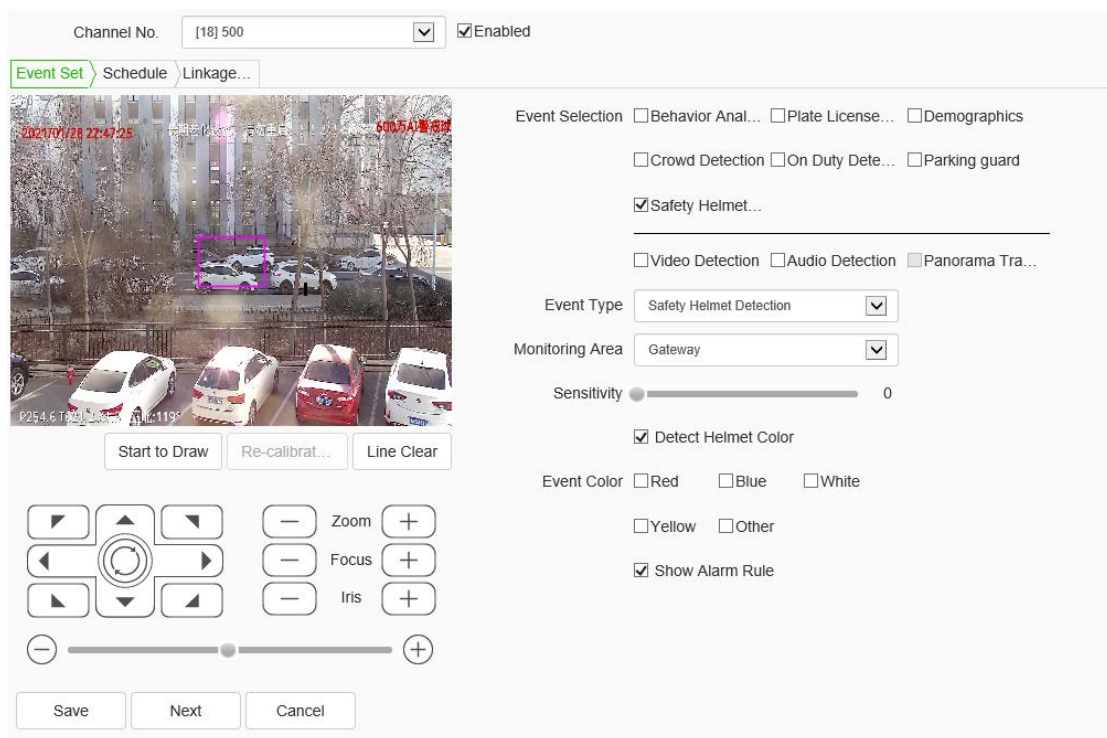 Channel No. [18] 500 Enabled
Event Set Schedule Linkage...
2021/01/28 22:47:25
Event Selection Behavior Anal... Plate License... Demographics
Crowd Detection On Duty Dete... Parking guard
Safety Helmet...
Video Detection Audio Detection Panorama Tra...
Event Type Safety Helmet Detection
Monitoring Area Gateway
Sensitivity 0
Detect Helmet Color
Start to Draw Re-calibrat... Line Clear
Event Color Red Blue White
Yellow Other
Show Alarm Rule
Zoom
Focus
Iris
Save Next Cancel